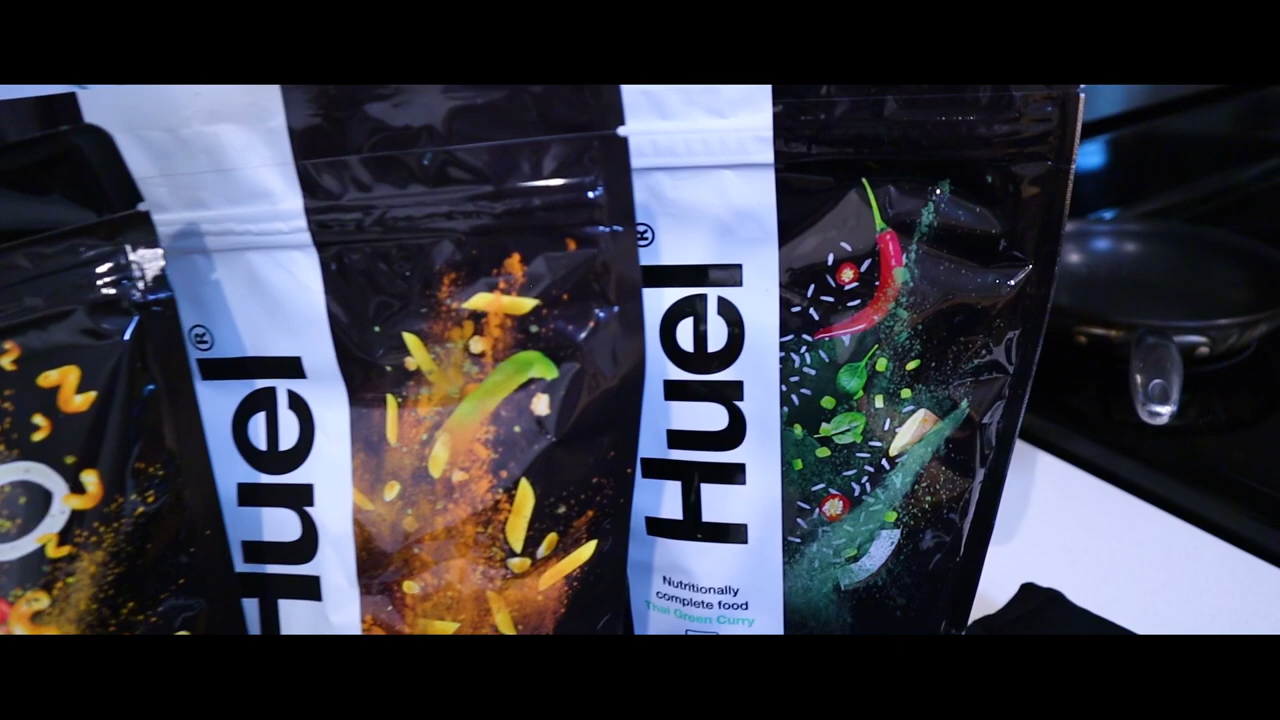 Huel®
Huel®
Nutritionally
complete food
Thai Green Curry